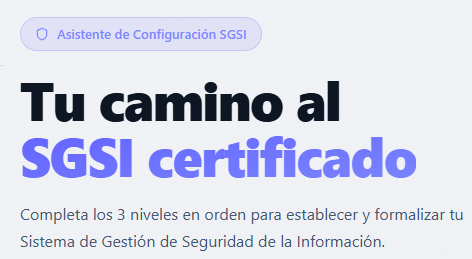 Asistente de Configuración SGSI
Tu camino al
SGSI certificado
Completa los 3 niveles en orden para establecer y formalizar tu
Sistema de Gestión de Seguridad de la Información.